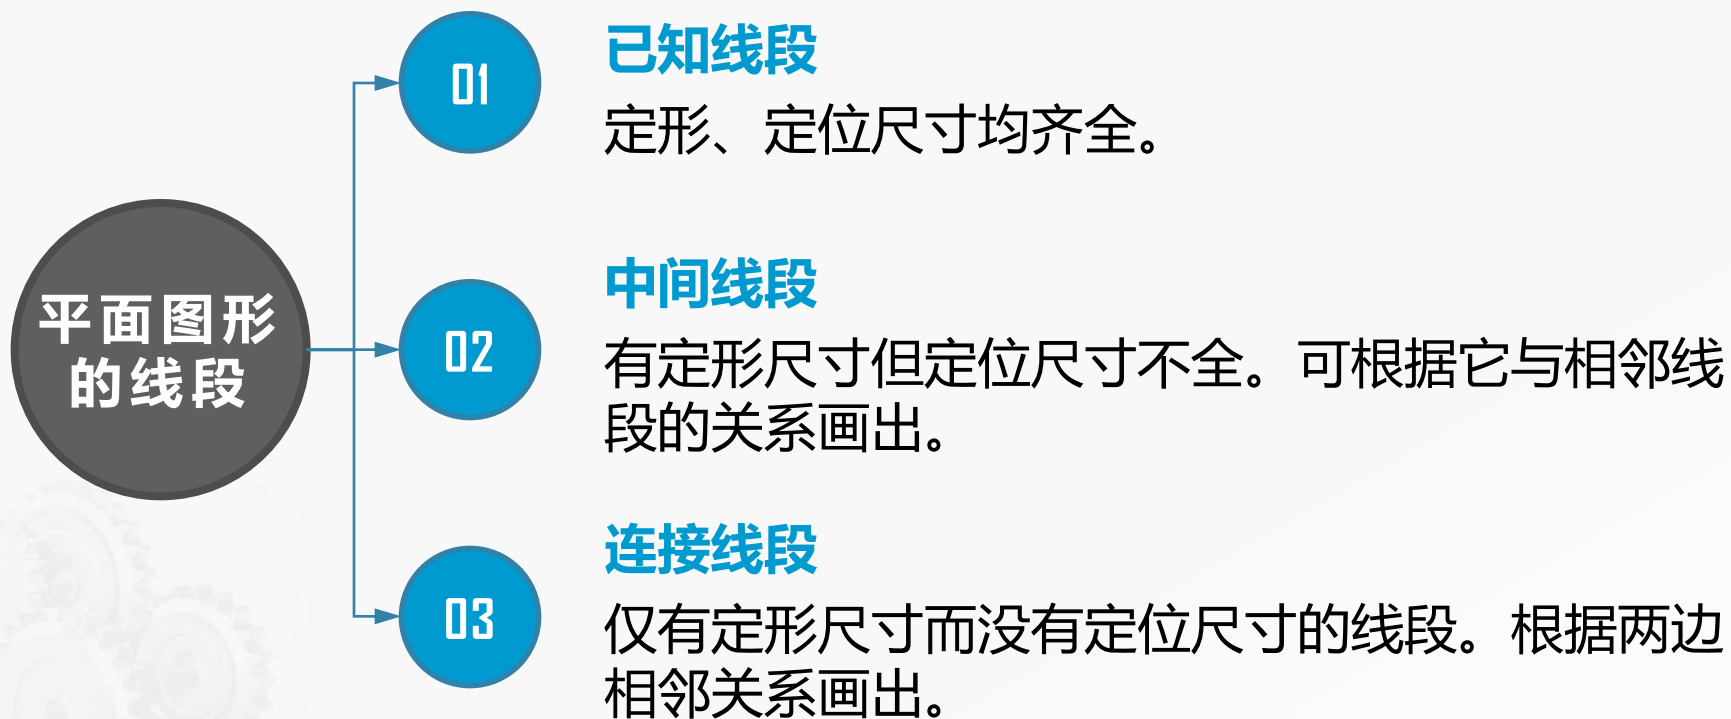 平面图形
的线段
01
已知线段
定形、定位尺寸均齐全。
02
中间线段
有定形尺寸但定位尺寸不全。可根据它与相邻线
段的关系画出。
03
连接线段
仅有定形尺寸而没有定位尺寸的线段。根据两边
相邻关系画出。